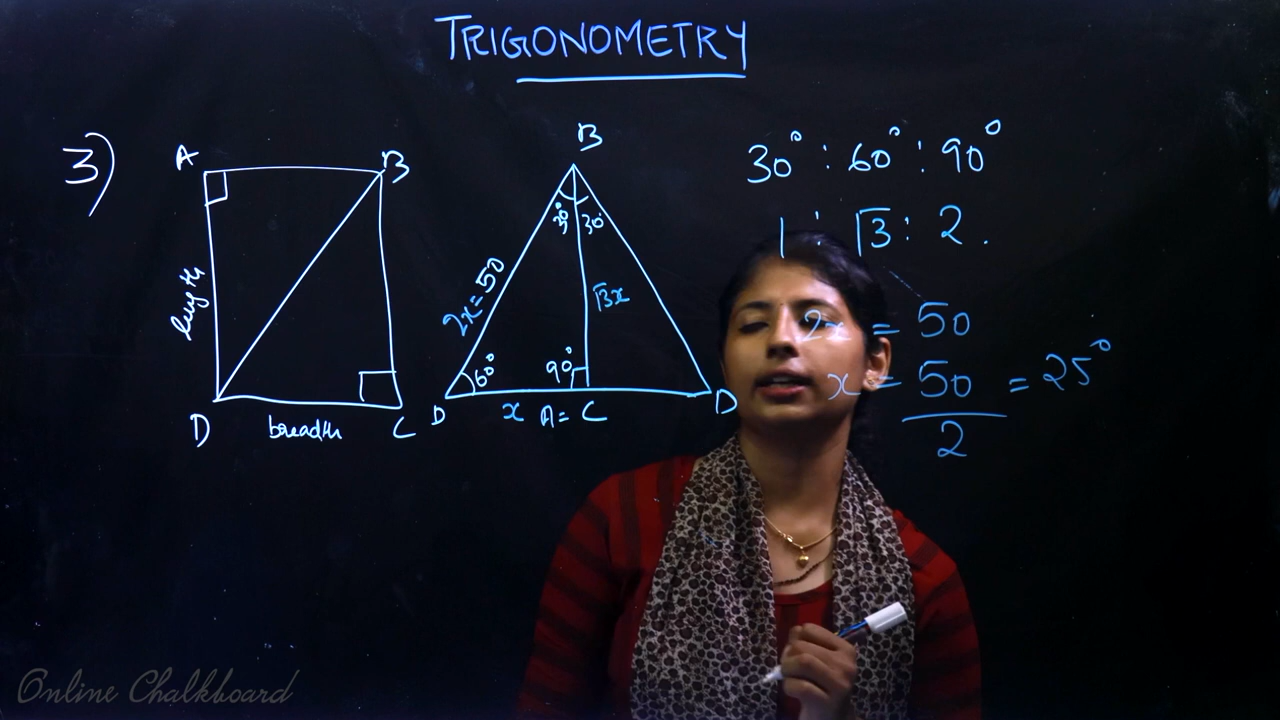 TRIGONOMETRY
3)
A B
length
D breadth C
B
30° 30°
2x=50
√3x
60° 90°
D x A= C D
30° : 60° : 90°
1 : √3 : 2.
2x = 50
x = 50/2 = 25°
Online Chalkboard